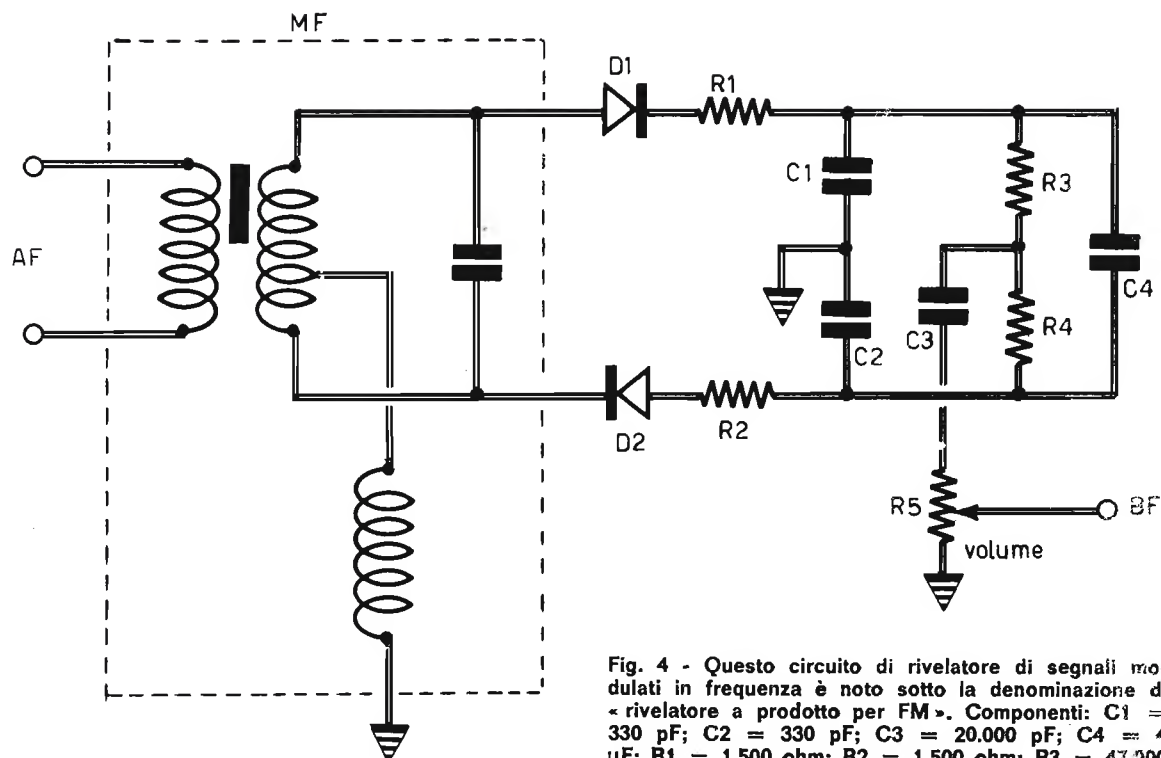 MF
D1
R1
C1
R3
AF
C4
C2
C3
R4
D2
R2
R5
BF
volume
Fig. 4 - Questo circuito di rivelatore di segnali mo
dulati in frequenza è noto sotto la denominazione d
« rivelatore a prodotto per FM ». Componenti: C1 =
330 pF; C2 = 330 pF; C3 = 20.000 pF; C4 = 4
µF; R1 = 1.500 ohm; R2 = 1.500 ohm; R3 = 47.000